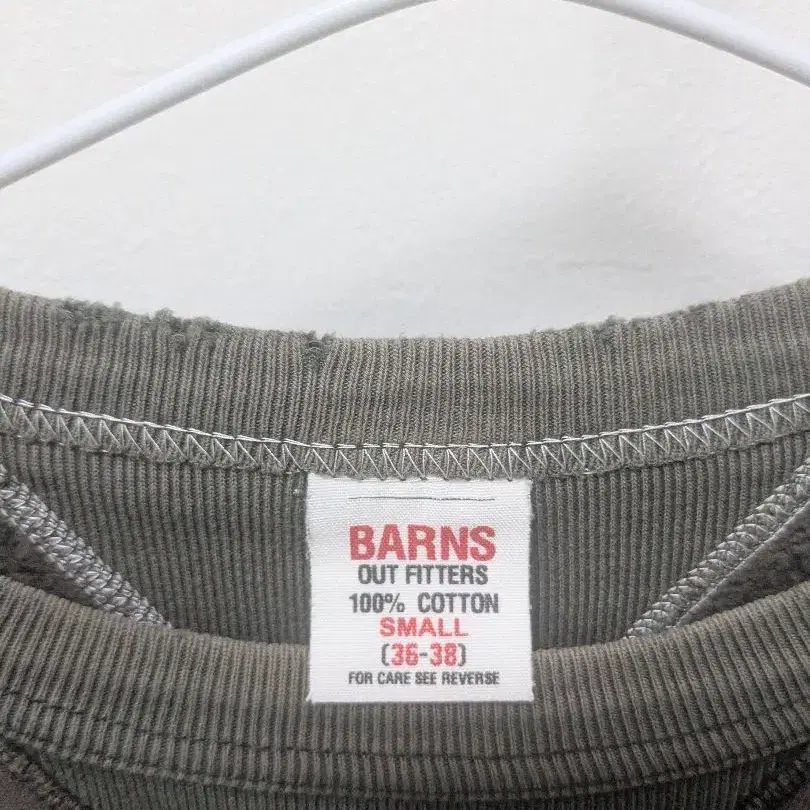 BARNS
OUT FITTERS
100% COTTON
SMALL
(36-38)
FOR CARE SEE REVERSE